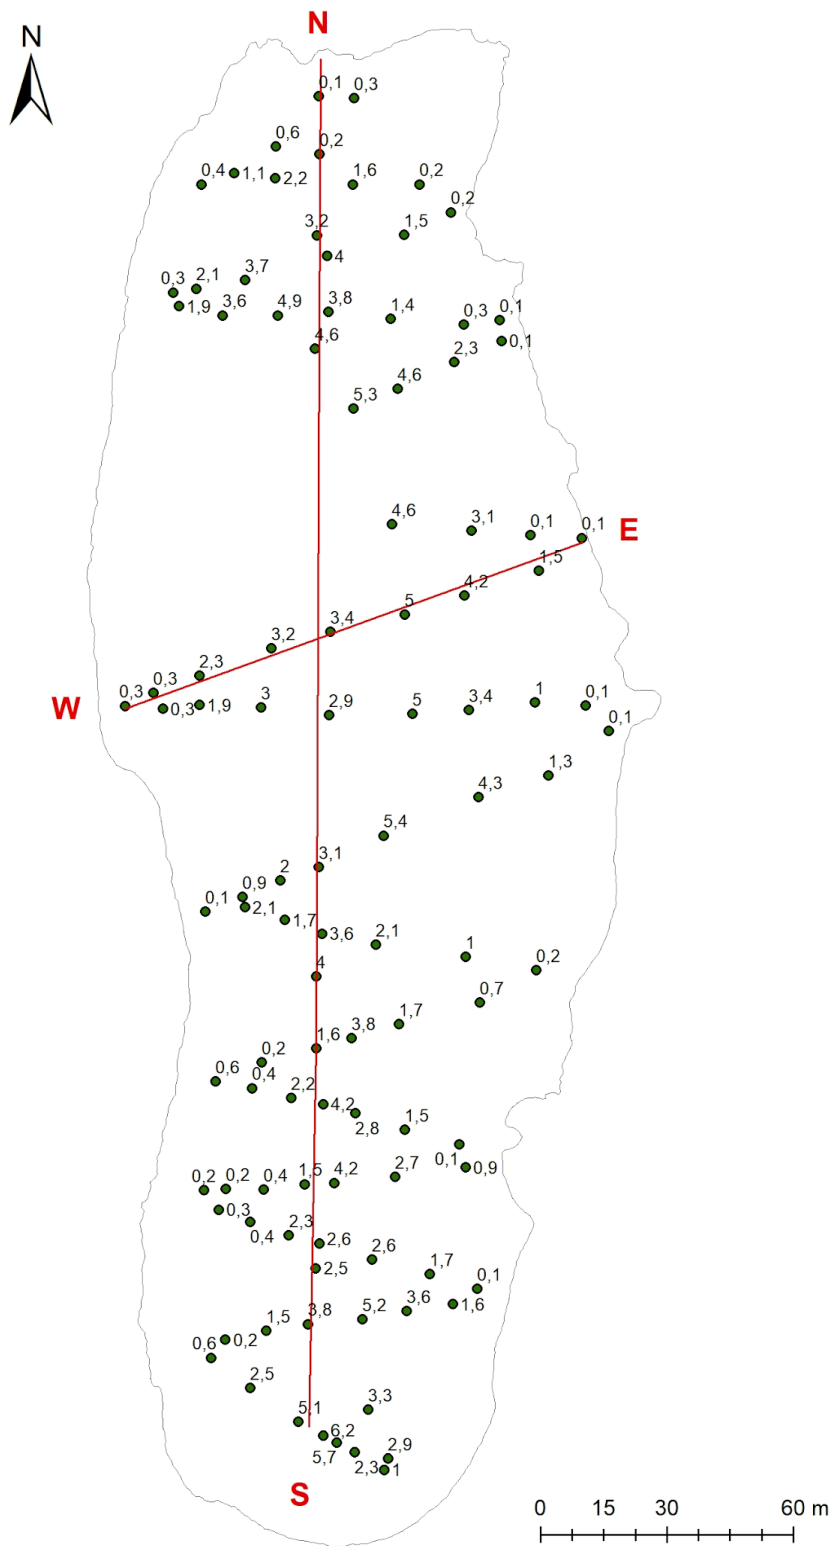 N
N
0,1 0,3
0,6 0,2
0,4 1,1 2,2 1,6 0,2
0,2
3,2 1,5
4
0,3 2,1 3,7
1,9 3,6 4,9 3,8 1,4 0,3 0,1
4,6 2,3 0,1
5,3 4,6
4,6 3,1 0,1 0,1 E
1,5
4,2
5
3,2 3,4
2,3
W 0,3 0,3
0,3 1,9 3 2,9 5 3,4 1 0,1
0,1
4,3 1,3
5,4
3,1
0,9 2
0,1 2,1 1,7 3,6 2,1
1 0,2
4
0,7
1,6 3,8 1,7
0,2
0,6 0,4 2,2
4,2 2,8 1,5
0,1 0,9
0,2 0,2 0,4 1,5 4,2 2,7
0,3
0,4 2,3 2,6
2,5 2,6 1,7 0,1
1,5 3,8 5,2 3,6 1,6
0,6 0,2
2,5
5,1 3,3
6,2
5,7 2,3 2,9
1
S
0 15 30 60 m